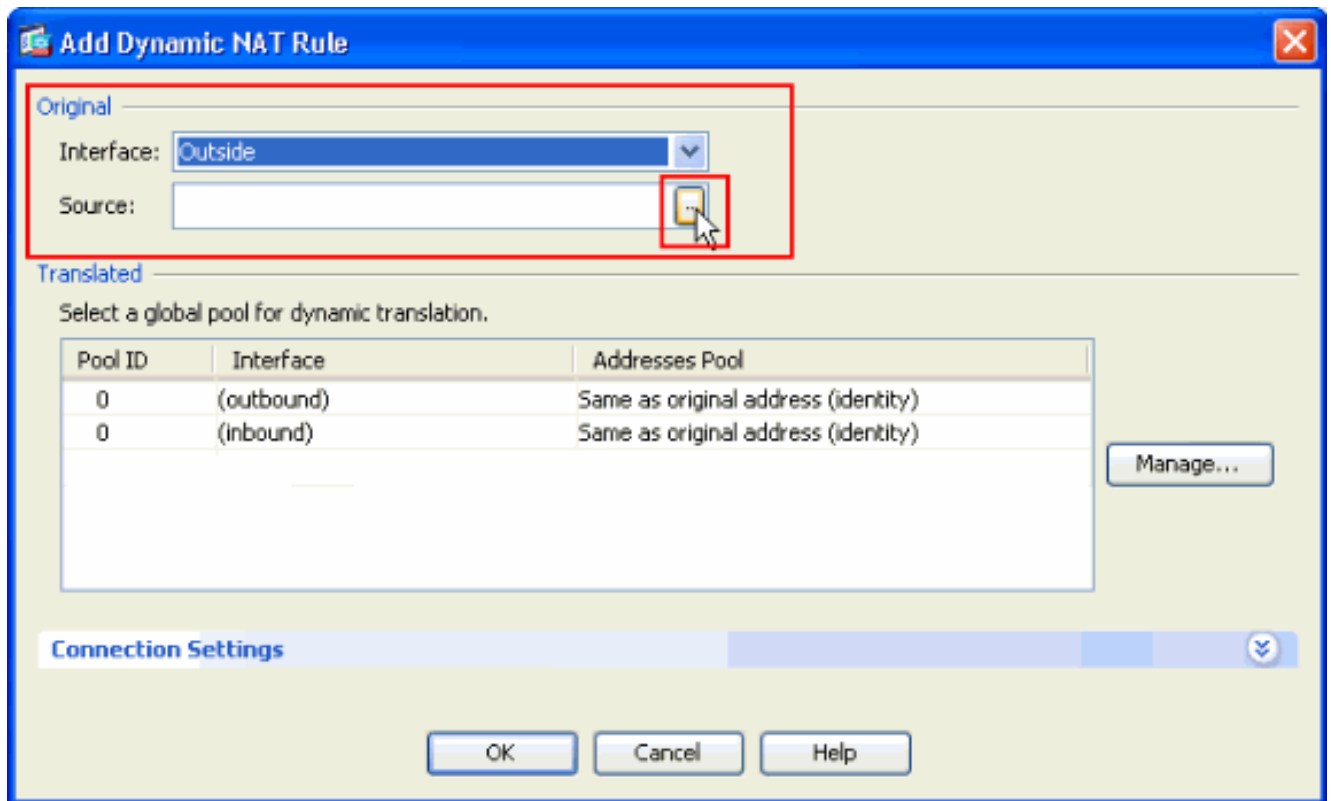 Add Dynamic NAT Rule
Original
Interface: Outside
Source: ...
Translated
Select a global pool for dynamic translation.
Pool ID Interface Addresses Pool
0 (outbound) Same as original address (identity)
0 (inbound) Same as original address (identity)
Manage...
Connection Settings
OK Cancel Help